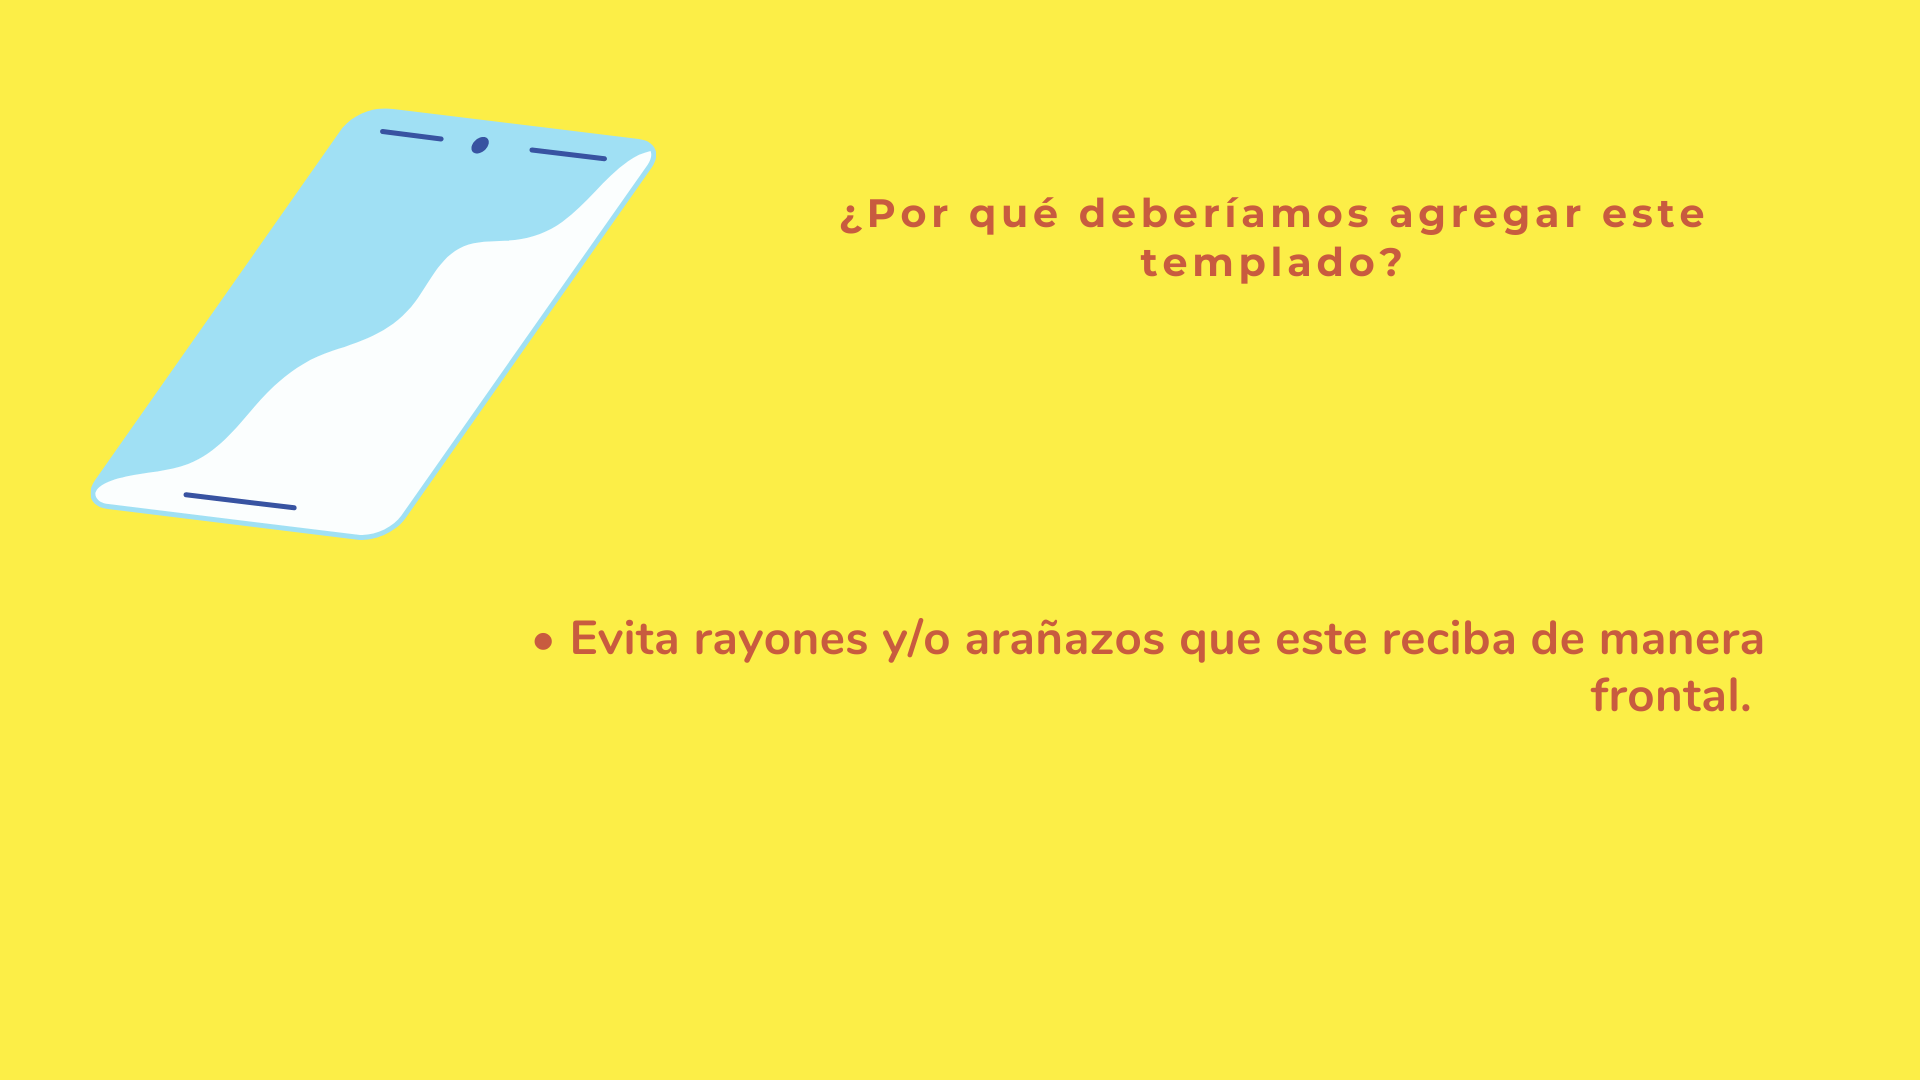 ¿Por qué deberíamos agregar este
templado?
• Evita rayones y/o arañazos que este reciba de manera
frontal.